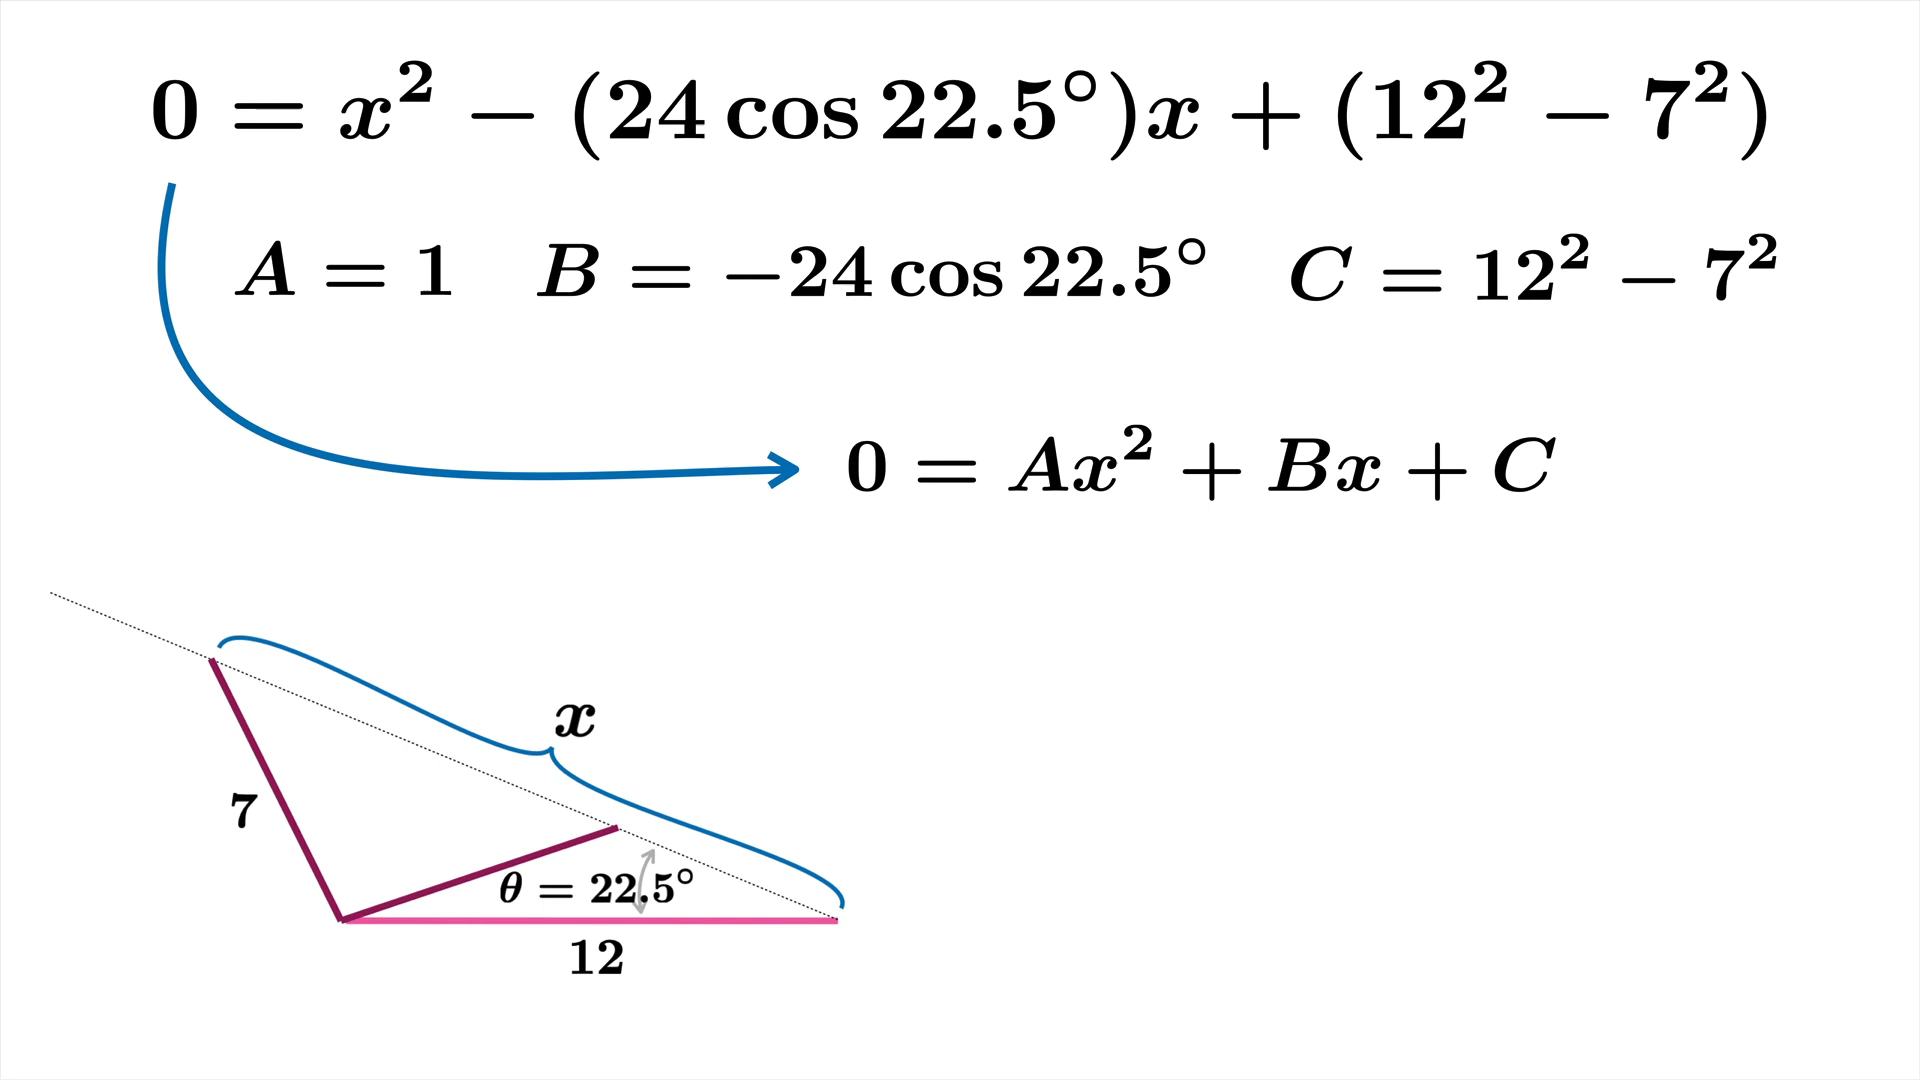 0 = x² − (24 cos 22.5°)x + (12² − 7²)
A = 1 B = −24 cos 22.5° C = 12² − 7²
0 = Ax² + Bx + C
x
7
θ = 22.5°
12